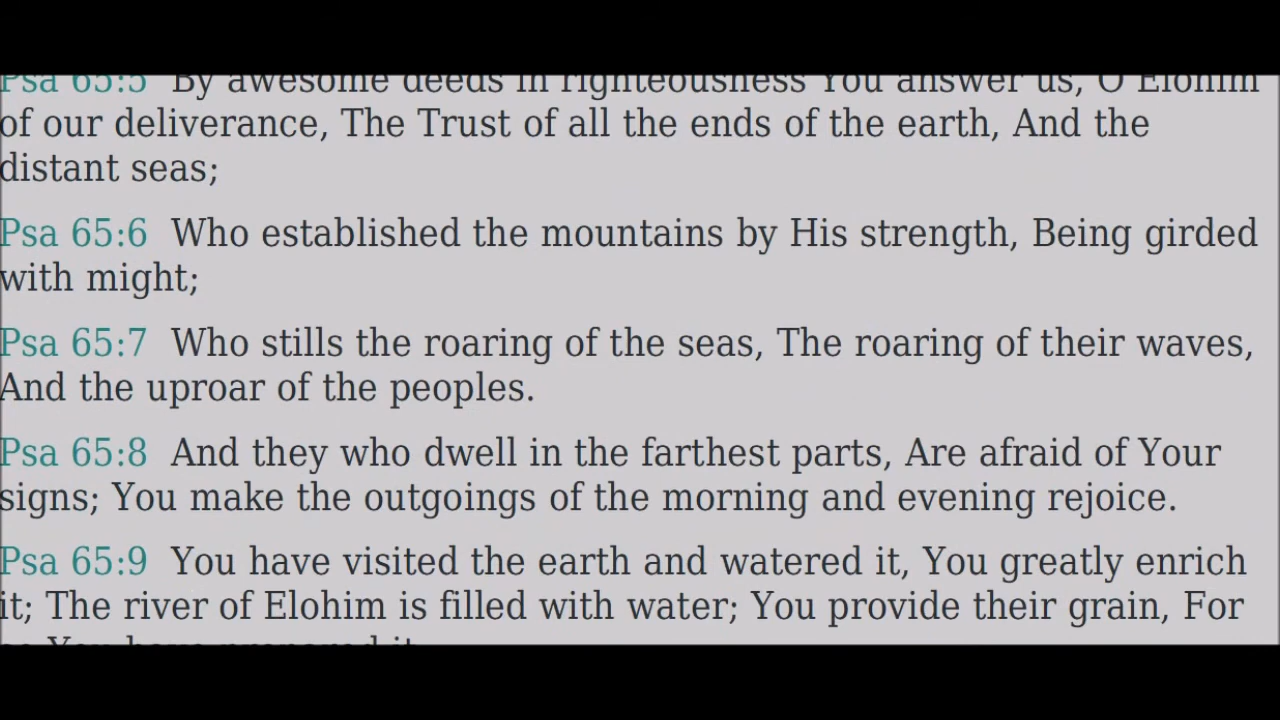 Psa 65:5 By awesome deeds in righteousness You answer us, O Elohim
of our deliverance, The Trust of all the ends of the earth, And the
distant seas;
Psa 65:6 Who established the mountains by His strength, Being girded
with might;
Psa 65:7 Who stills the roaring of the seas, The roaring of their waves,
And the uproar of the peoples.
Psa 65:8 And they who dwell in the farthest parts, Are afraid of Your
signs; You make the outgoings of the morning and evening rejoice.
Psa 65:9 You have visited the earth and watered it, You greatly enrich
it; The river of Elohim is filled with water; You provide their grain, For
so You have prepared it